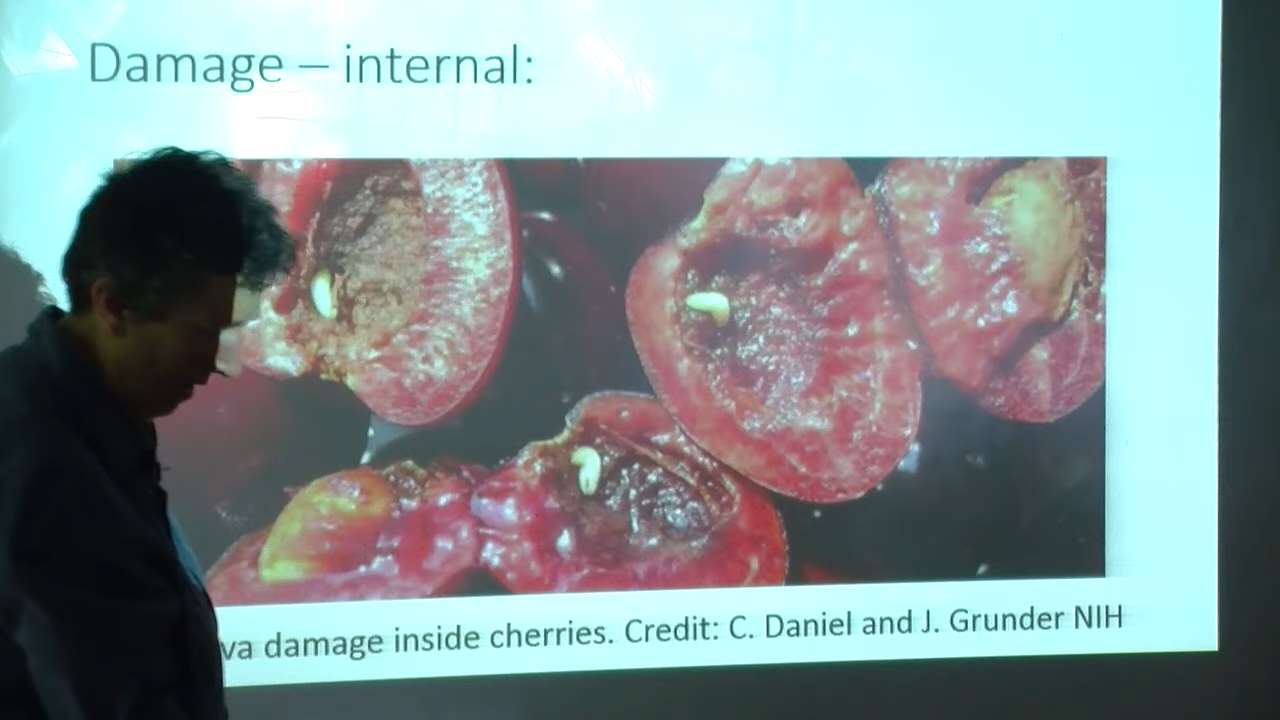 Damage – internal:
va damage inside cherries. Credit: C. Daniel and J. Grunder NIH